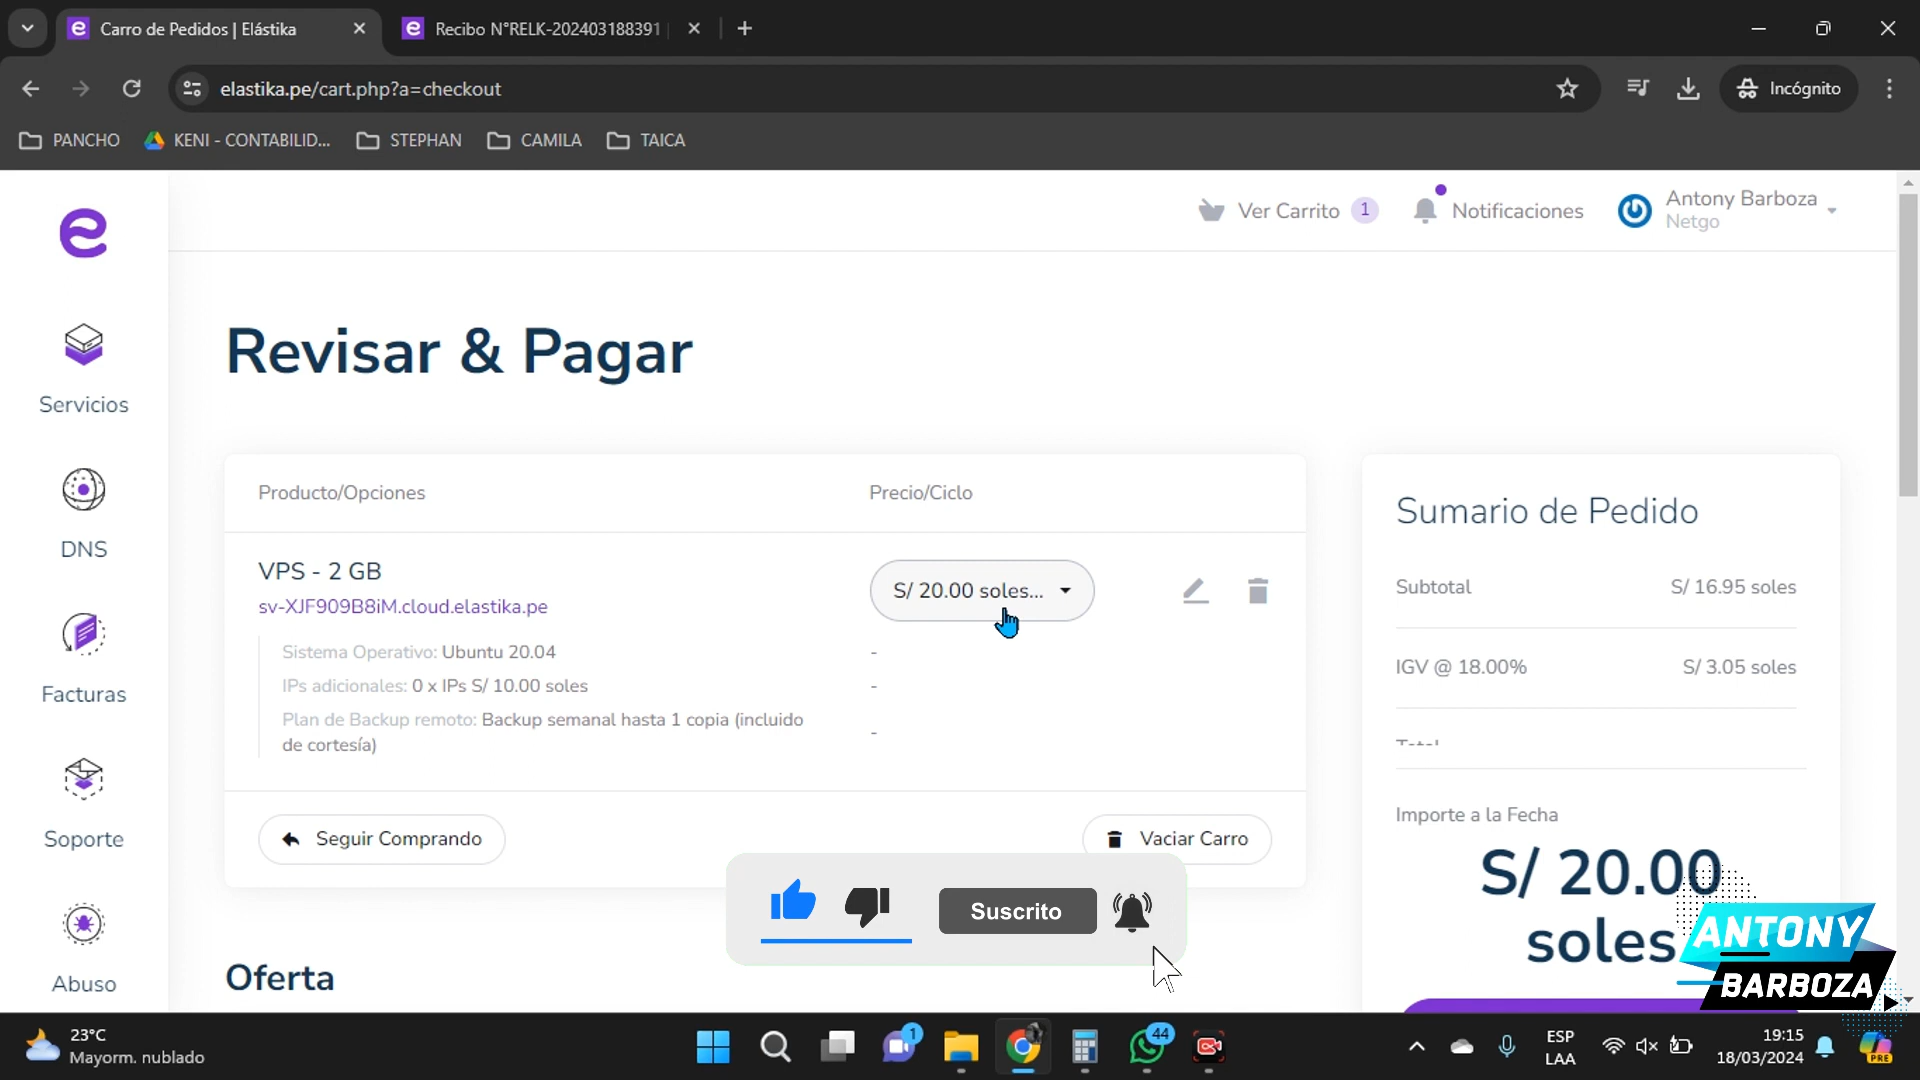 Carro de Pedidos | Elástika
Recibo N°RELK-202403188391
elastika.pe/cart.php?a=checkout
Incógnito
PANCHO
KENI - CONTABILID...
STEPHAN
CAMILA
TAICA
Ver Carrito 1
Notificaciones
Antony Barboza
Netgo
Servicios
DNS
Facturas
Soporte
Abuso
Revisar & Pagar
Producto/Opciones
Precio/Ciclo
VPS - 2 GB
sv-XJF909B8iM.cloud.elastika.pe
S/ 20.00 soles...
Sistema Operativo: Ubuntu 20.04
-
IPs adicionales: 0 x IPs S/ 10.00 soles
-
Plan de Backup remoto: Backup semanal hasta 1 copia (incluido
de cortesía)
-
Seguir Comprando
Vaciar Carro
Oferta
Sumario de Pedido
Subtotal
S/ 16.95 soles
IGV @ 18.00%
S/ 3.05 soles
Total
Importe a la Fecha
S/ 20.00
soles
Suscrito
ANTONY
BARBOZA
23°C
Mayorm. nublado
1
44
ESP
LAA
19:15
18/03/2024
PRE